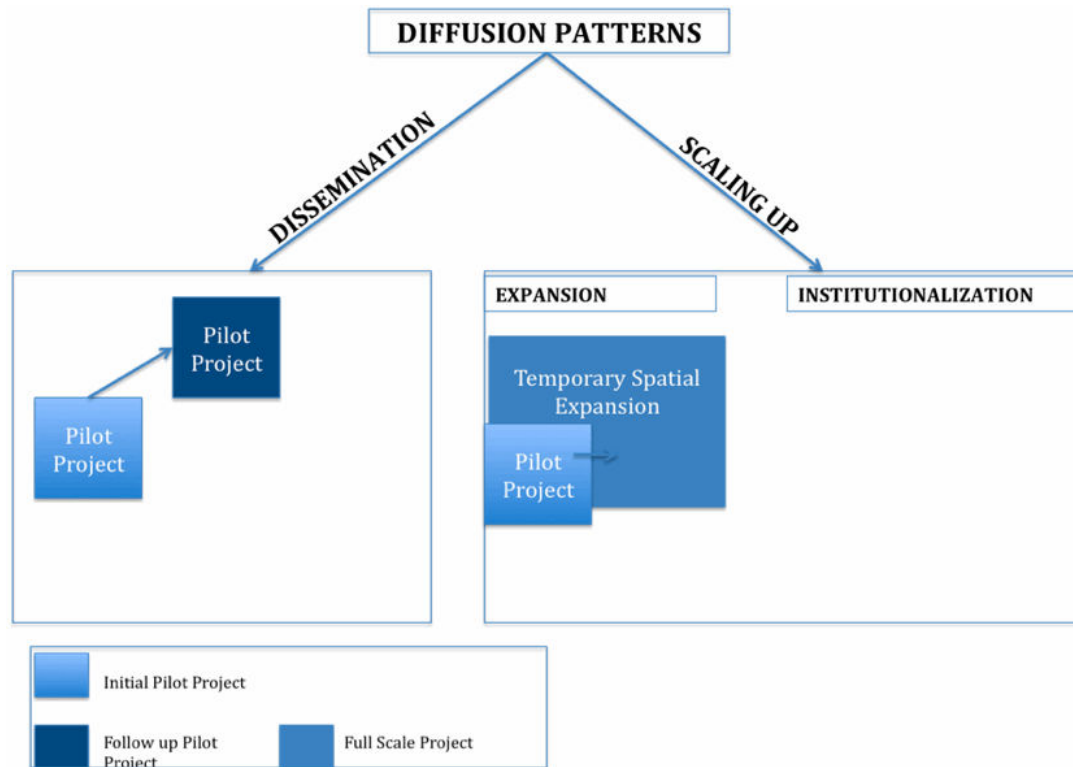 DIFFUSION PATTERNS
DISSEMINATION
SCALING UP
Pilot
Project
Pilot
Project
EXPANSION
INSTITUTIONALIZATION
Temporary Spatial
Expansion
Pilot
Project
Initial Pilot Project
Follow up Pilot
Project
Full Scale Project